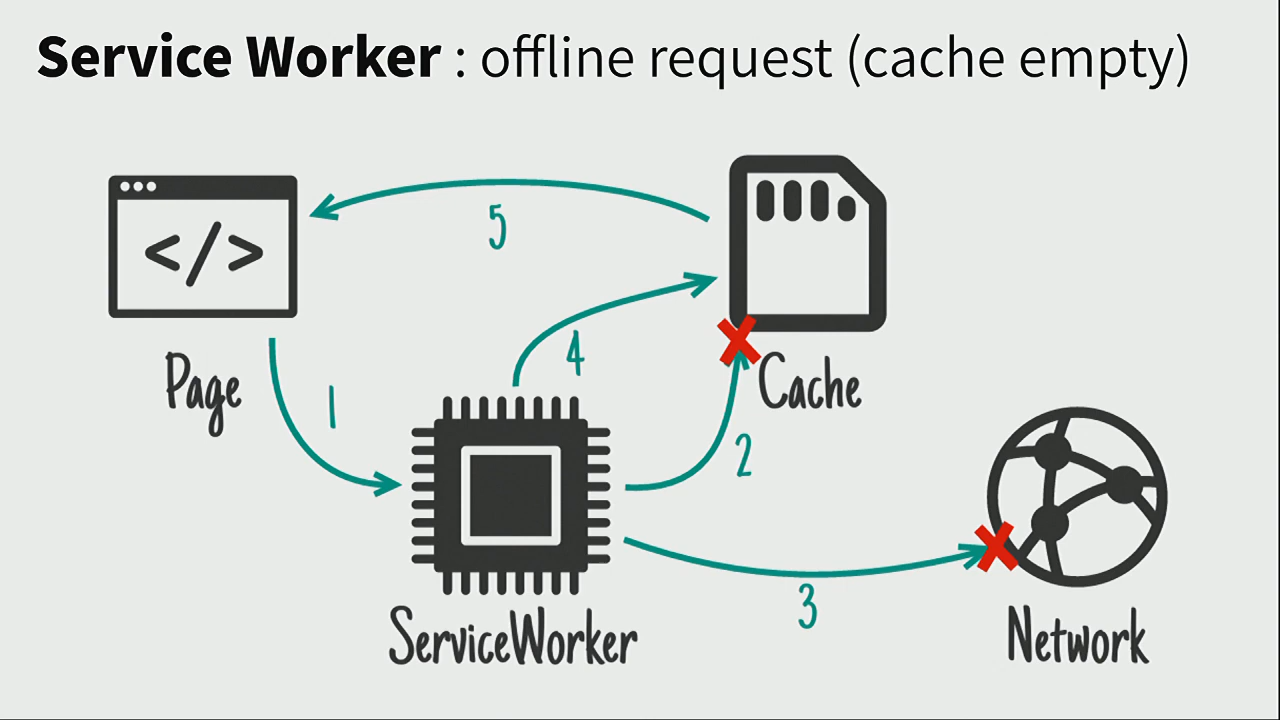 Service Worker : offline request (cache empty)
5
4
Page
1
Cache
2
3
ServiceWorker
Network
</>